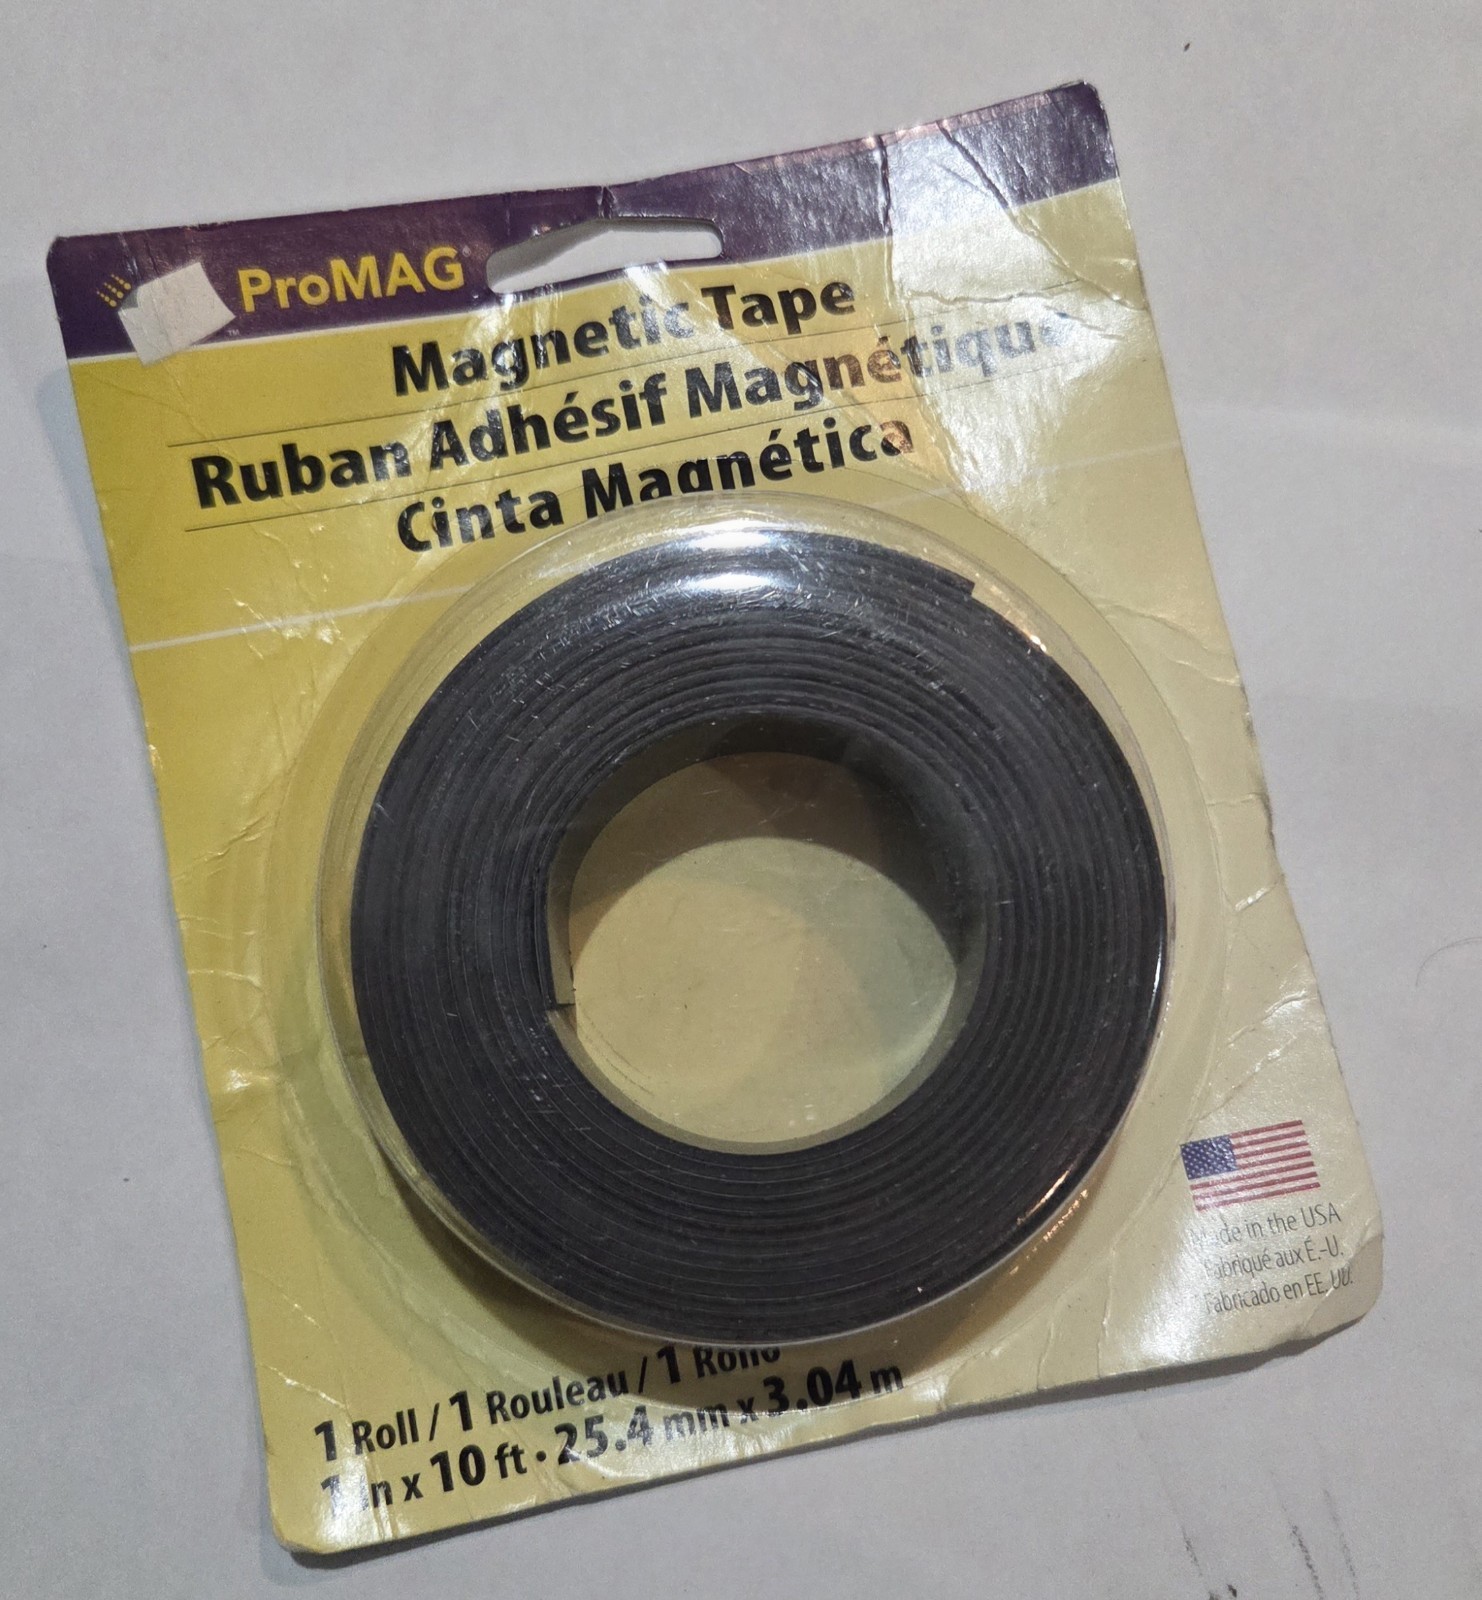 ProMAG®
Magnetic Tape
Ruban Adhésif Magnétique
Cinta Magnética
Made in the USA
Fabriqué aux É.-U.
Fabricado en EE.UU.
1 Roll / 1 Rouleau / 1 Rollo
1 in x 10 ft • 25.4 mm x 3.04 m